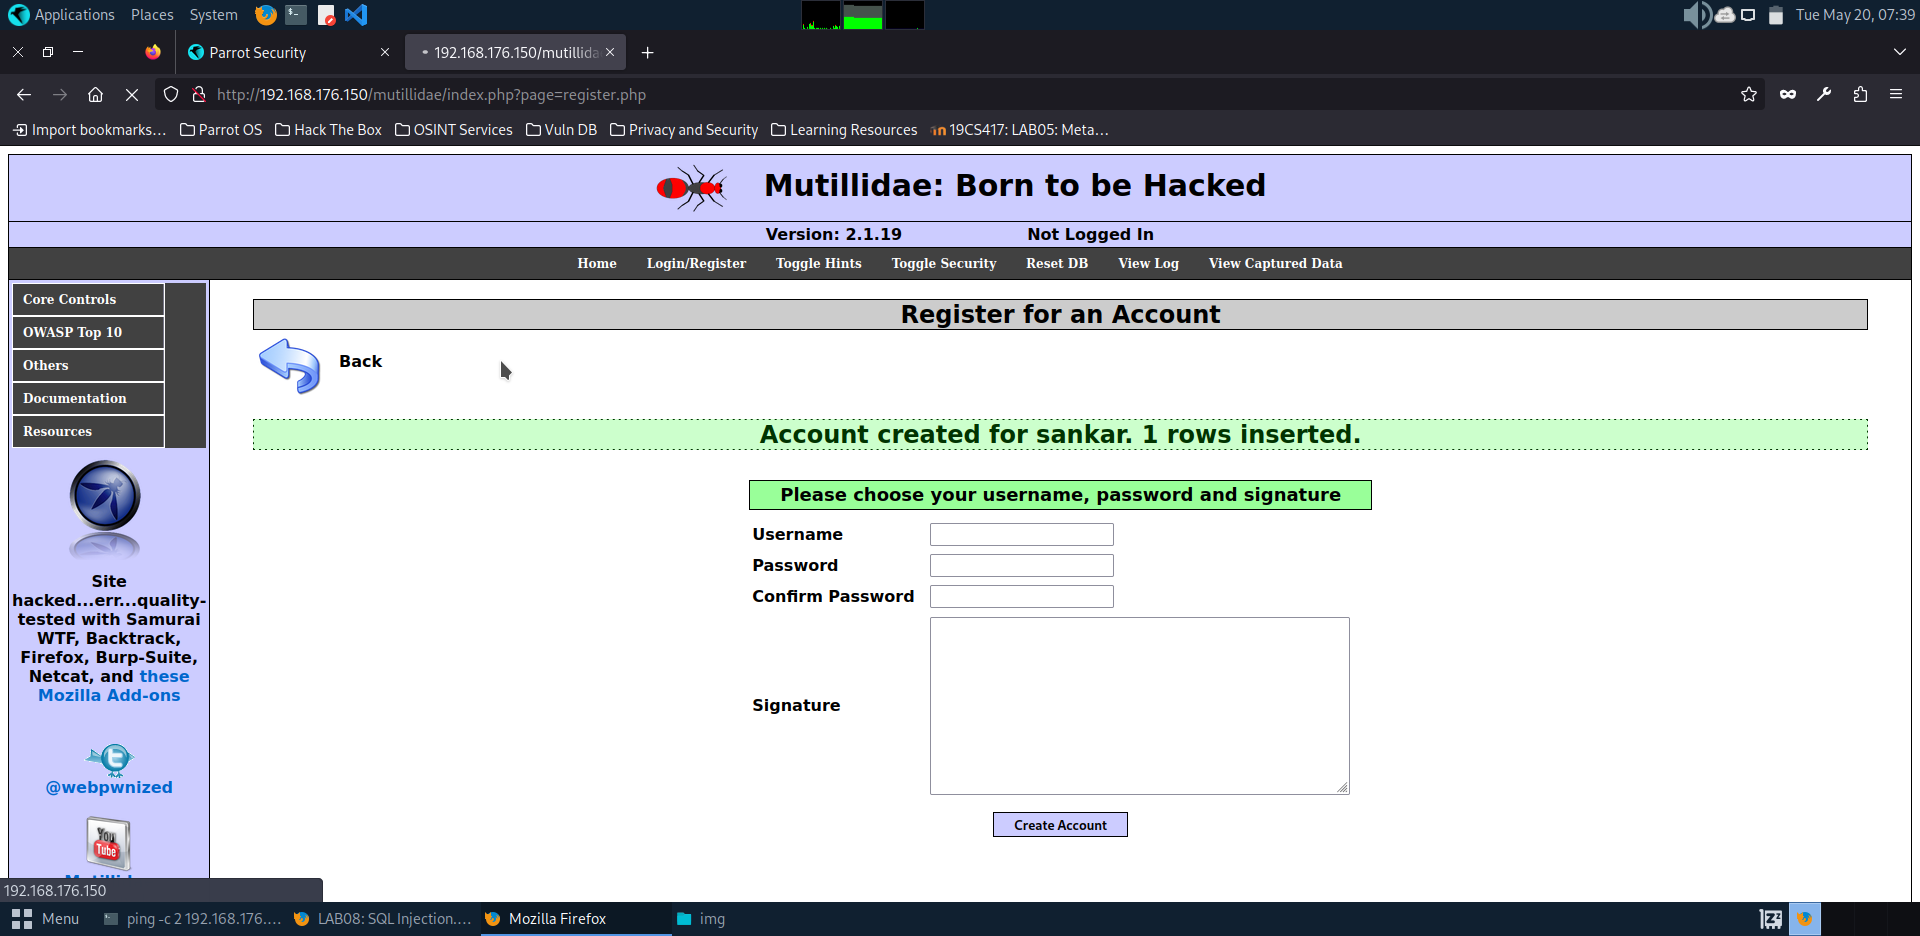 Applications Places System Tue May 20, 07:39
Parrot Security 192.168.176.150/mutillida
http://192.168.176.150/mutillidae/index.php?page=register.php
Import bookmarks... Parrot OS Hack The Box OSINT Services Vuln DB Privacy and Security Learning Resources 19CS417: LAB05: Meta...
Mutillidae: Born to be Hacked
Version: 2.1.19 Not Logged In
Home Login/Register Toggle Hints Toggle Security Reset DB View Log View Captured Data
Core Controls
OWASP Top 10
Others
Documentation
Resources
Site
hacked...err...quality-
tested with Samurai
WTF, Backtrack,
Firefox, Burp-Suite,
Netcat, and these
Mozilla Add-ons
@webpwnized
You
Tube
Register for an Account
Back
Account created for sankar. 1 rows inserted.
Please choose your username, password and signature
Username
Password
Confirm Password
Signature
Create Account
192.168.176.150
Menu ping -c 2 192.168.176.... LAB08: SQL Injection.... Mozilla Firefox img